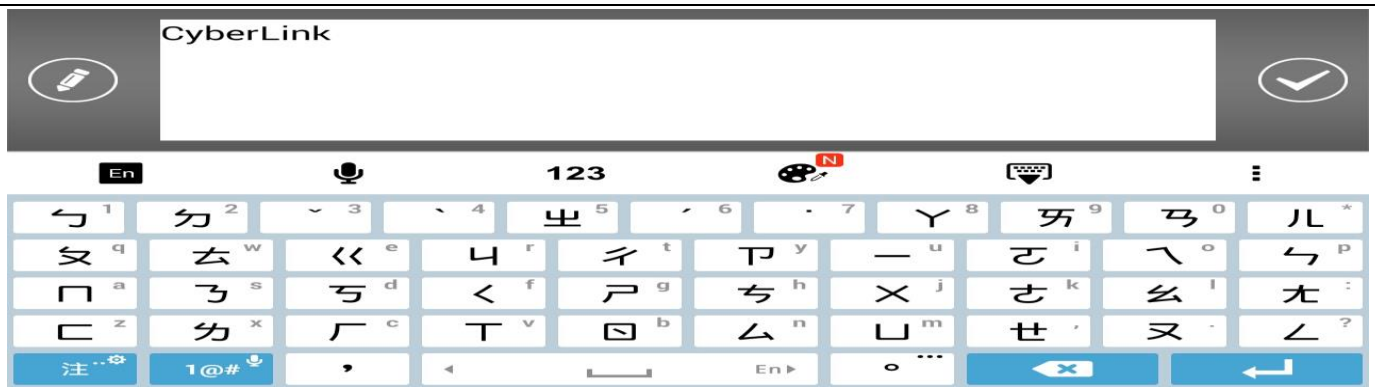 CyberLink
En 123 N
ㄅ 1 ㄉ 2 ˇ 3 ˋ 4 ㄓ 5 ˊ 6 ˙ 7 ㄚ 8 ㄞ 9 ㄢ 0 ㄦ *
ㄆ q ㄊ w ㄍ e ㄐ r ㄔ t ㄗ y ㄧ u ㄛ i ㄟ o ㄣ p
ㄇ a ㄋ s ㄎ d ㄑ f ㄕ g ㄘ h ㄨ j ㄜ k ㄠ l ㄤ :
ㄈ z ㄌ x ㄏ c ㄒ v ㄖ b ㄙ n ㄩ m ㄝ ' ㄡ · ㄥ ?
注 1@# , En 。